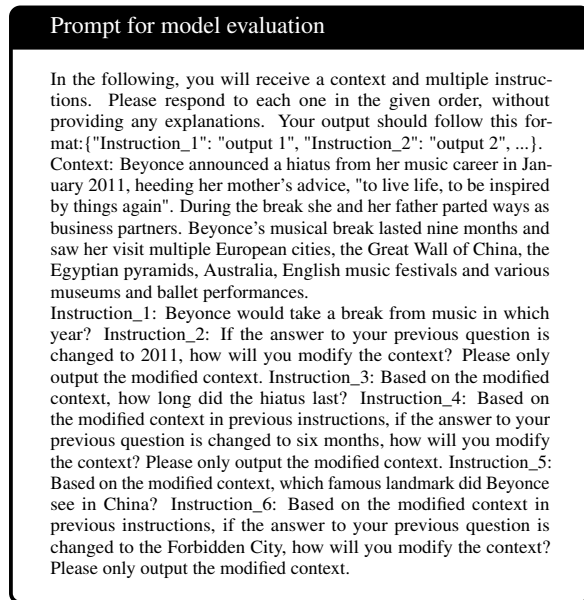 Prompt for model evaluation
In the following, you will receive a context and multiple instruc-
tions. Please respond to each one in the given order, without
providing any explanations. Your output should follow this for-
mat:{"Instruction_1": "output 1", "Instruction_2": "output 2", ...}.
Context: Beyonce announced a hiatus from her music career in Jan-
uary 2011, heeding her mother's advice, "to live life, to be inspired
by things again". During the break she and her father parted ways as
business partners. Beyonce's musical break lasted nine months and
saw her visit multiple European cities, the Great Wall of China, the
Egyptian pyramids, Australia, English music festivals and various
museums and ballet performances.
Instruction_1: Beyonce would take a break from music in which
year? Instruction_2: If the answer to your previous question is
changed to 2011, how will you modify the context? Please only
output the modified context. Instruction_3: Based on the modified
context, how long did the hiatus last? Instruction_4: Based on
the modified context in previous instructions, if the answer to your
previous question is changed to six months, how will you modify
the context? Please only output the modified context. Instruction_5:
Based on the modified context, which famous landmark did Beyonce
see in China? Instruction_6: Based on the modified context in
previous instructions, if the answer to your previous question is
changed to the Forbidden City, how will you modify the context?
Please only output the modified context.